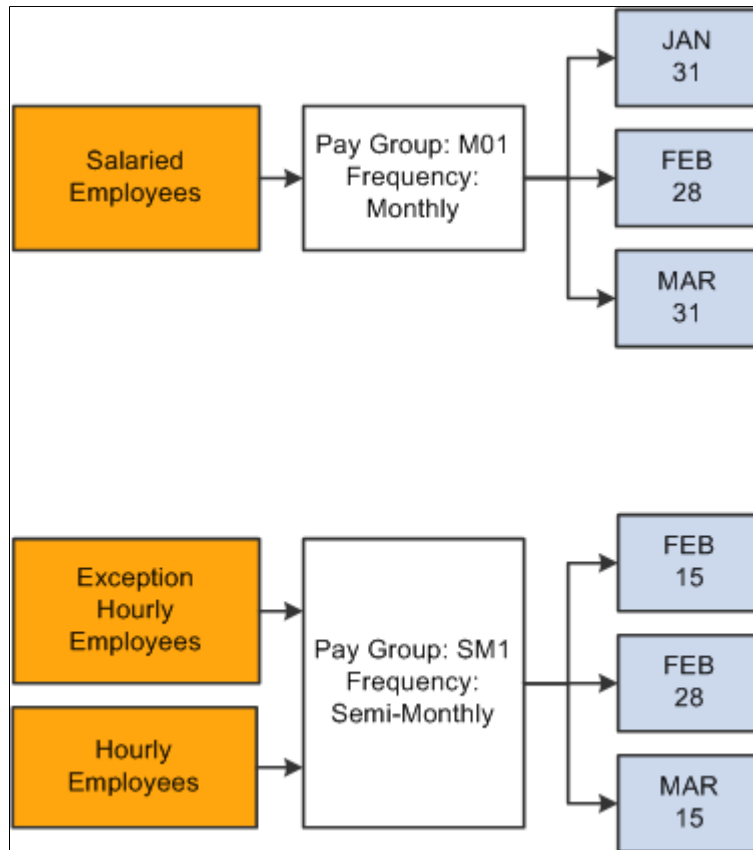 Salaried
Employees
Pay Group: M01
Frequency:
Monthly
JAN
31
FEB
28
MAR
31
Exception
Hourly
Employees
Hourly
Employees
Pay Group: SM1
Frequency:
Semi-Monthly
FEB
15
FEB
28
MAR
15